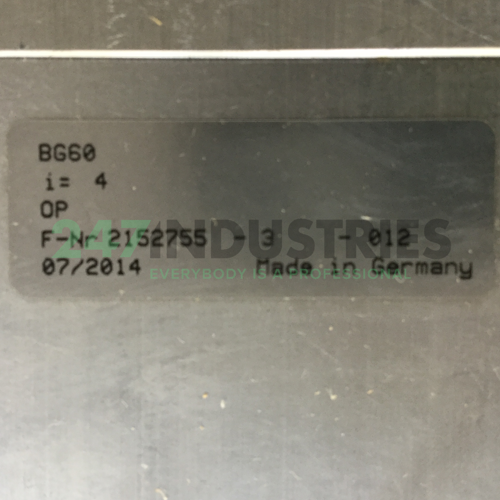 BG60
i= 4
OP
F-Nr.2152755 - 3 - 012
07/2014 Made in Germany
247INDUSTRIES
EVERYBODY IS A PROFESSIONAL